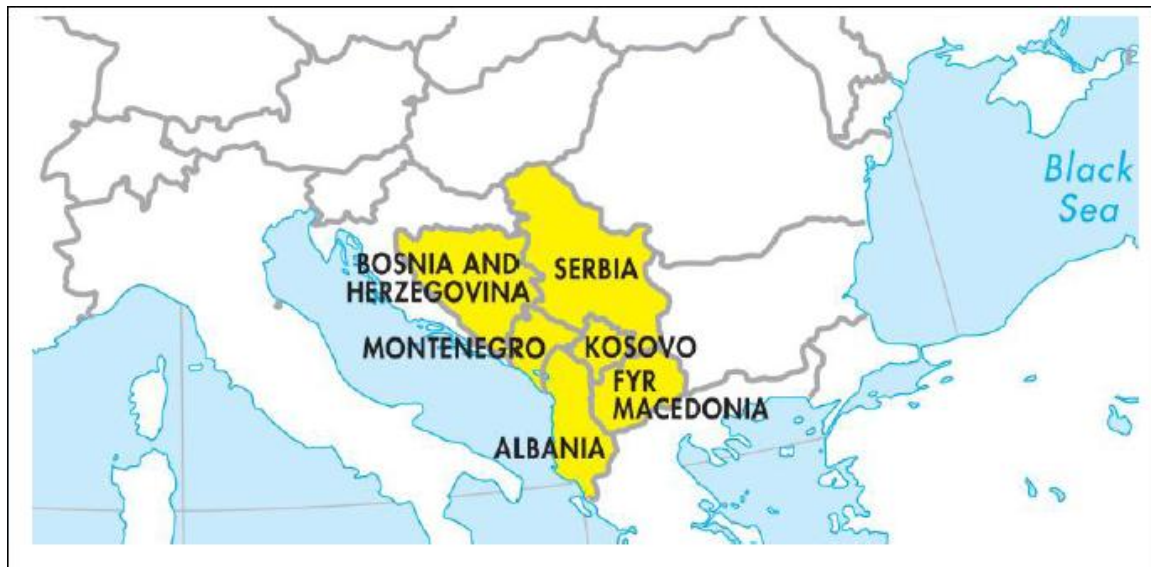 Black
Sea
BOSNIA AND
HERZEGOVINA
SERBIA
MONTENEGRO
KOSOVO
FYR
MACEDONIA
ALBANIA